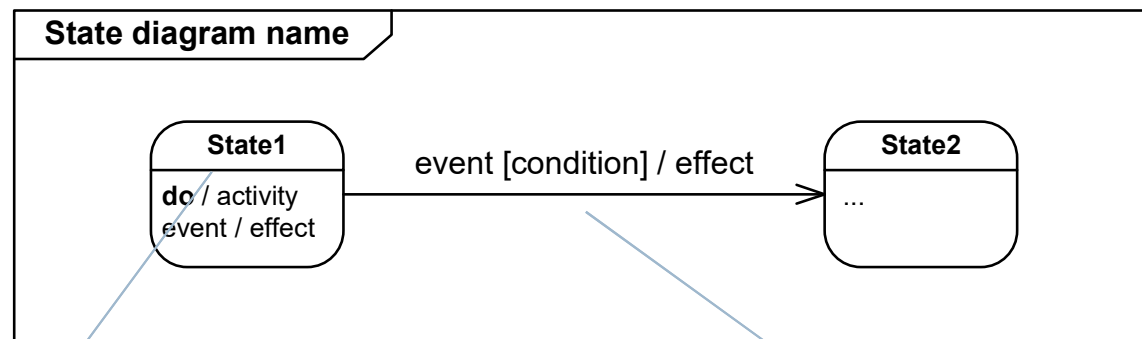 State diagram name
State1
event [condition] / effect
State2
do / activity
event / effect
...